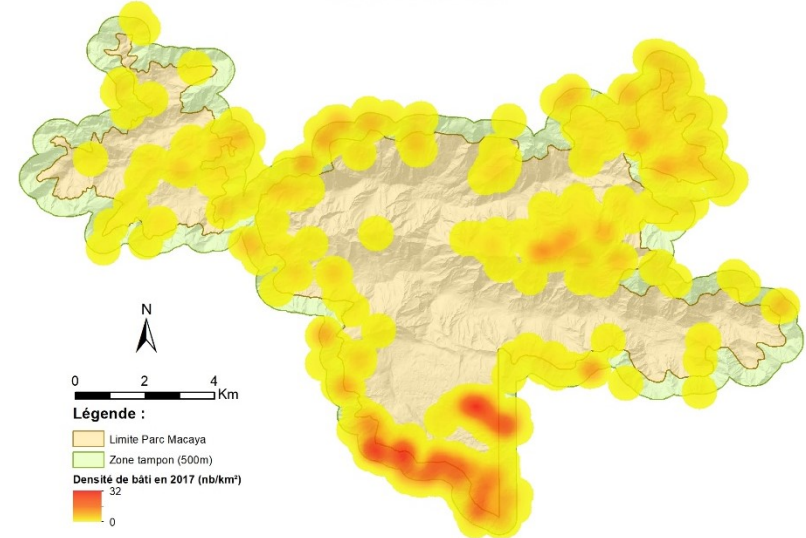 N
0 2 4
Km
Légende :
Limite Parc Macaya
Zone tampon (500m)
Densité de bâti en 2017 (nb/km²)
32
0